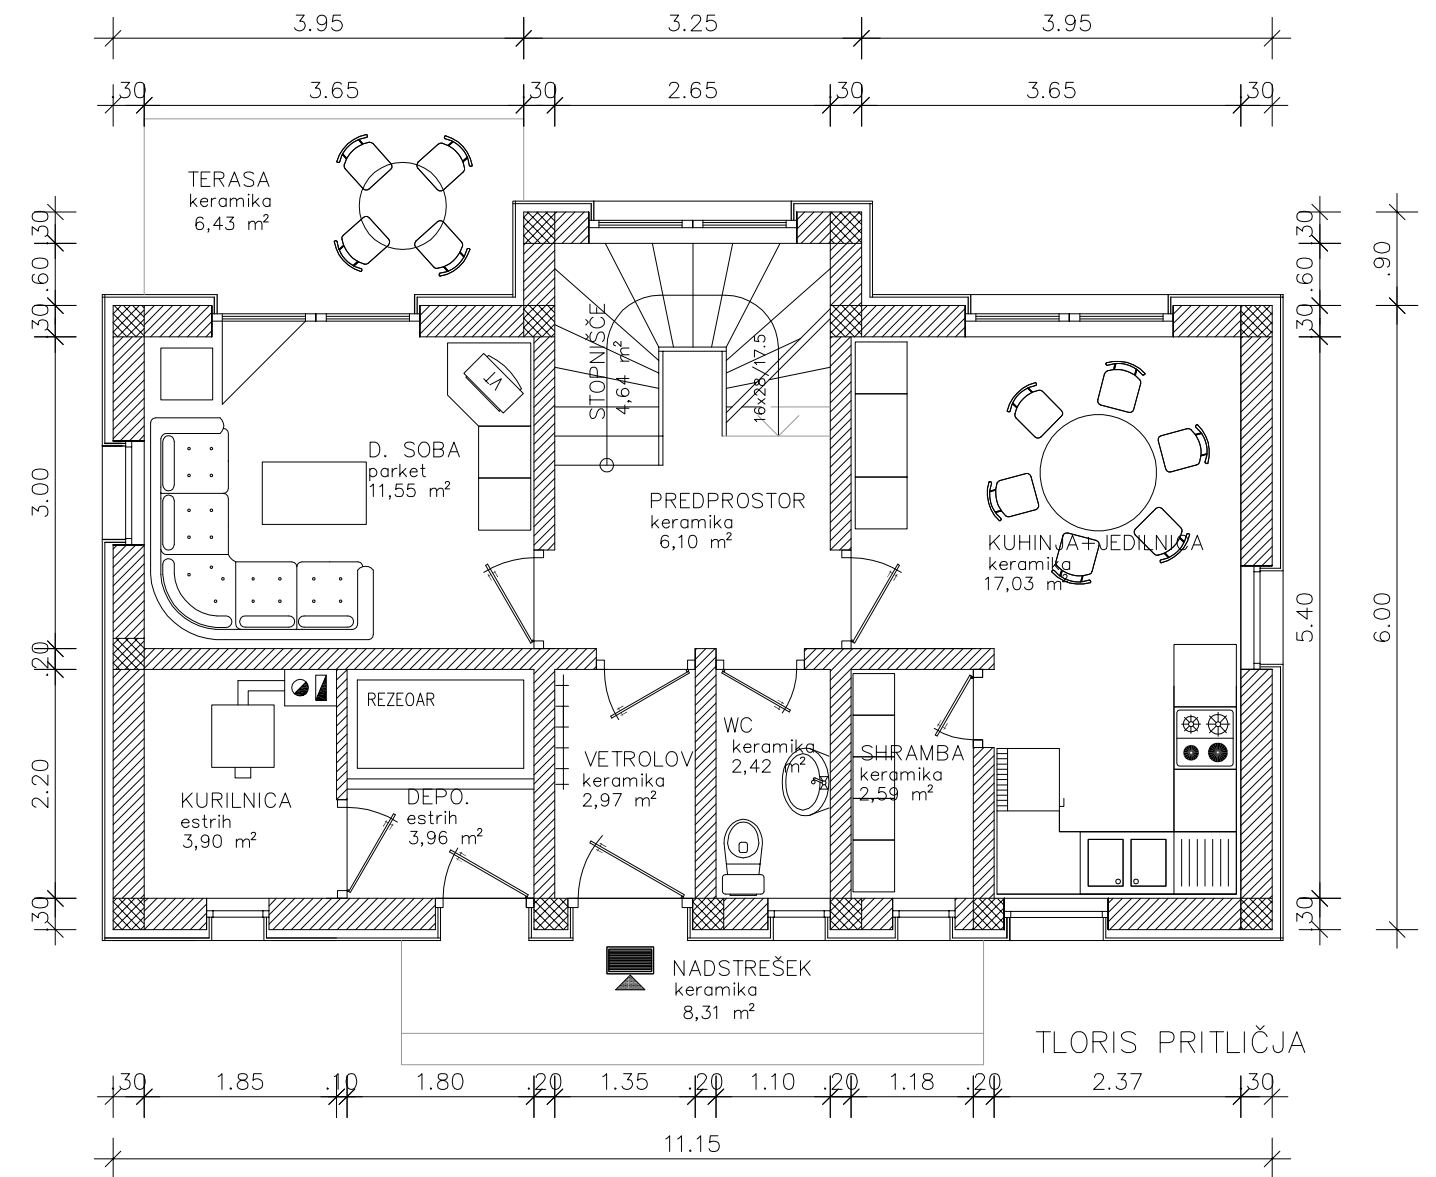 3.95
3.25
3.95
.30
3.65
.30
2.65
.30
3.65
.30
TERASA
keramika
6,43 m²
.30
.60
.30
3.00
.20
2.20
.30
.30
.60
.30
5.40
.30
.90
6.00
STOPNIŠČE
4,64 m²
16x28/17.5
TV
D. SOBA
parket
11,55 m²
PREDPROSTOR
keramika
6,10 m²
KUHINJA+JEDILNICA
keramika
17,03 m²
REZEOAR
WC
keramika
2,42 m²
VETROLOV
keramika
2,97 m²
SHRAMBA
keramika
2,59 m²
KURILNICA
estrih
3,90 m²
DEPO.
estrih
3,96 m²
NADSTREŠEK
keramika
8,31 m²
TLORIS PRITLIČJA
.30
1.85
.10
1.80
.20
1.35
.20
1.10
.20
1.18
.20
2.37
.30
11.15